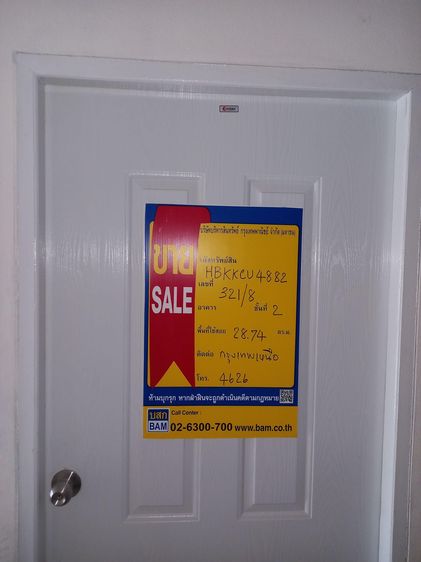 บริษัทบริหารสินทรัพย์ กรุงเทพพาณิชย์ จำกัด (มหาชน)
ขาย
SALE
รหัสทรัพย์สิน
HBKKCU4882
เลขที่ 321/8
อาคาร ชั้นที่ 2
พื้นที่ใช้สอย 28.74 ตร.ม.
ติดต่อ กรุงเทพเหนือ
โทร. 4626
ห้ามบุกรุก หากฝ่าฝืนจะถูกดำเนินคดีตามกฎหมาย
บสก
BAM
Call Center :
02-6300-700 www.bam.co.th